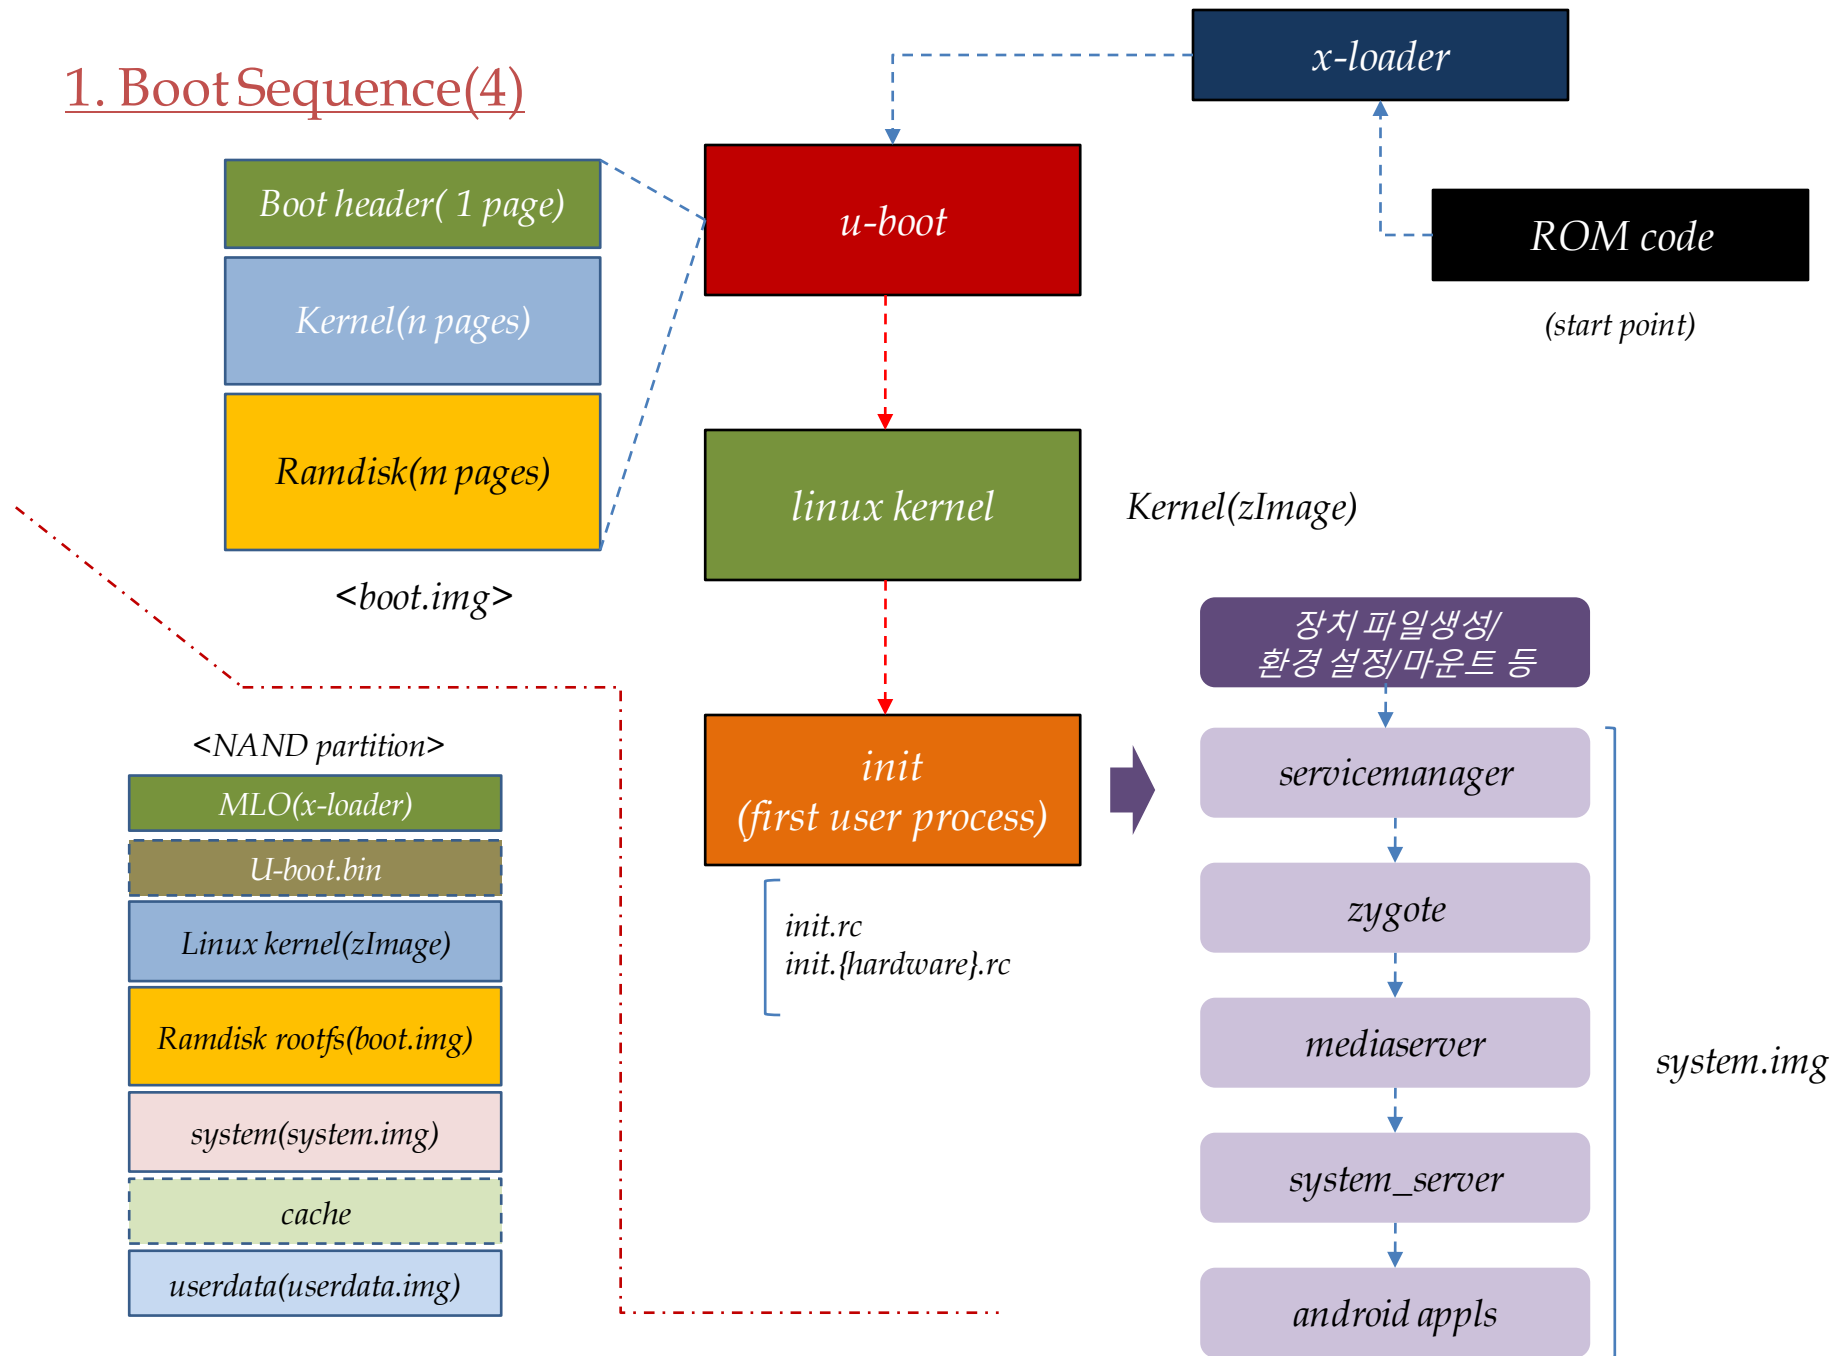 1. Boot Sequence(4)
x-loader
ROM code
(start point)
u-boot
Boot header( 1 page)
Kernel(n pages)
Ramdisk(m pages)
<boot.img>
linux kernel
Kernel(zImage)
init
(first user process)
init.rc
init.{hardware}.rc
장치 파일생성/
환경 설정/마운트 등
servicemanager
zygote
mediaserver
system_server
android appls
system.img
<NAND partition>
MLO(x-loader)
U-boot.bin
Linux kernel(zImage)
Ramdisk rootfs(boot.img)
system(system.img)
cache
userdata(userdata.img)